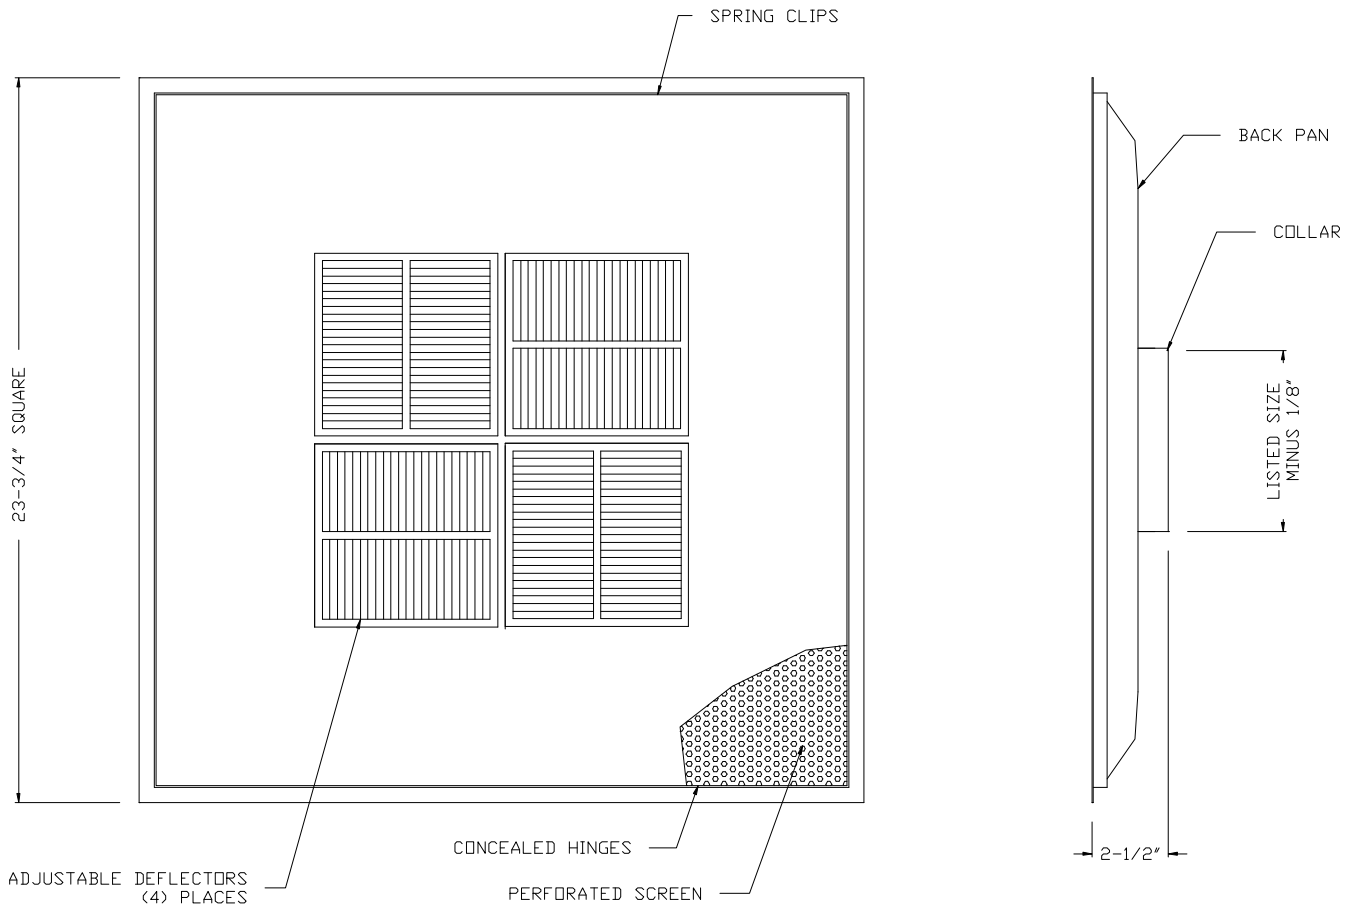 SPRING CLIPS
BACK PAN
COLLAR
23-3/4" SQUARE
LISTED SIZE
MINUS 1/8"
CONCEALED HINGES
2-1/2"
ADJUSTABLE DEFLECTORS
(4) PLACES
PERFORATED SCREEN